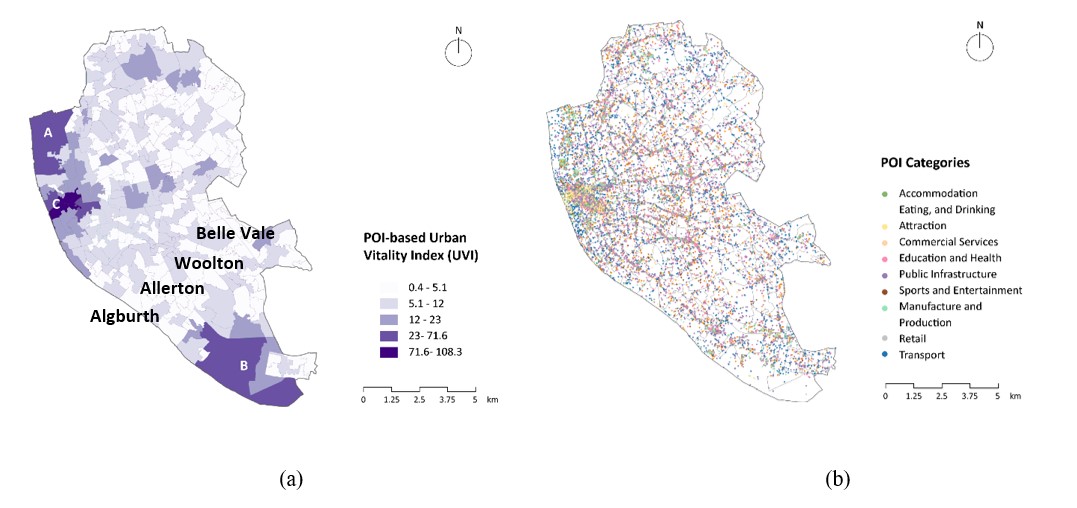 N
A
C
Belle Vale
Woolton
Allerton
Algburth
B
POI-based Urban
Vitality Index (UVI)
0.4 - 5.1
5.1 - 12
12 - 23
23- 71.6
71.6- 108.3
0 1.25 2.5 3.75 5 km
(a)
N
POI Categories
Accommodation
Eating, and Drinking
Attraction
Commercial Services
Education and Health
Public Infrastructure
Sports and Entertainment
Manufacture and
Production
Retail
Transport
0 1.25 2.5 3.75 5 km
(b)